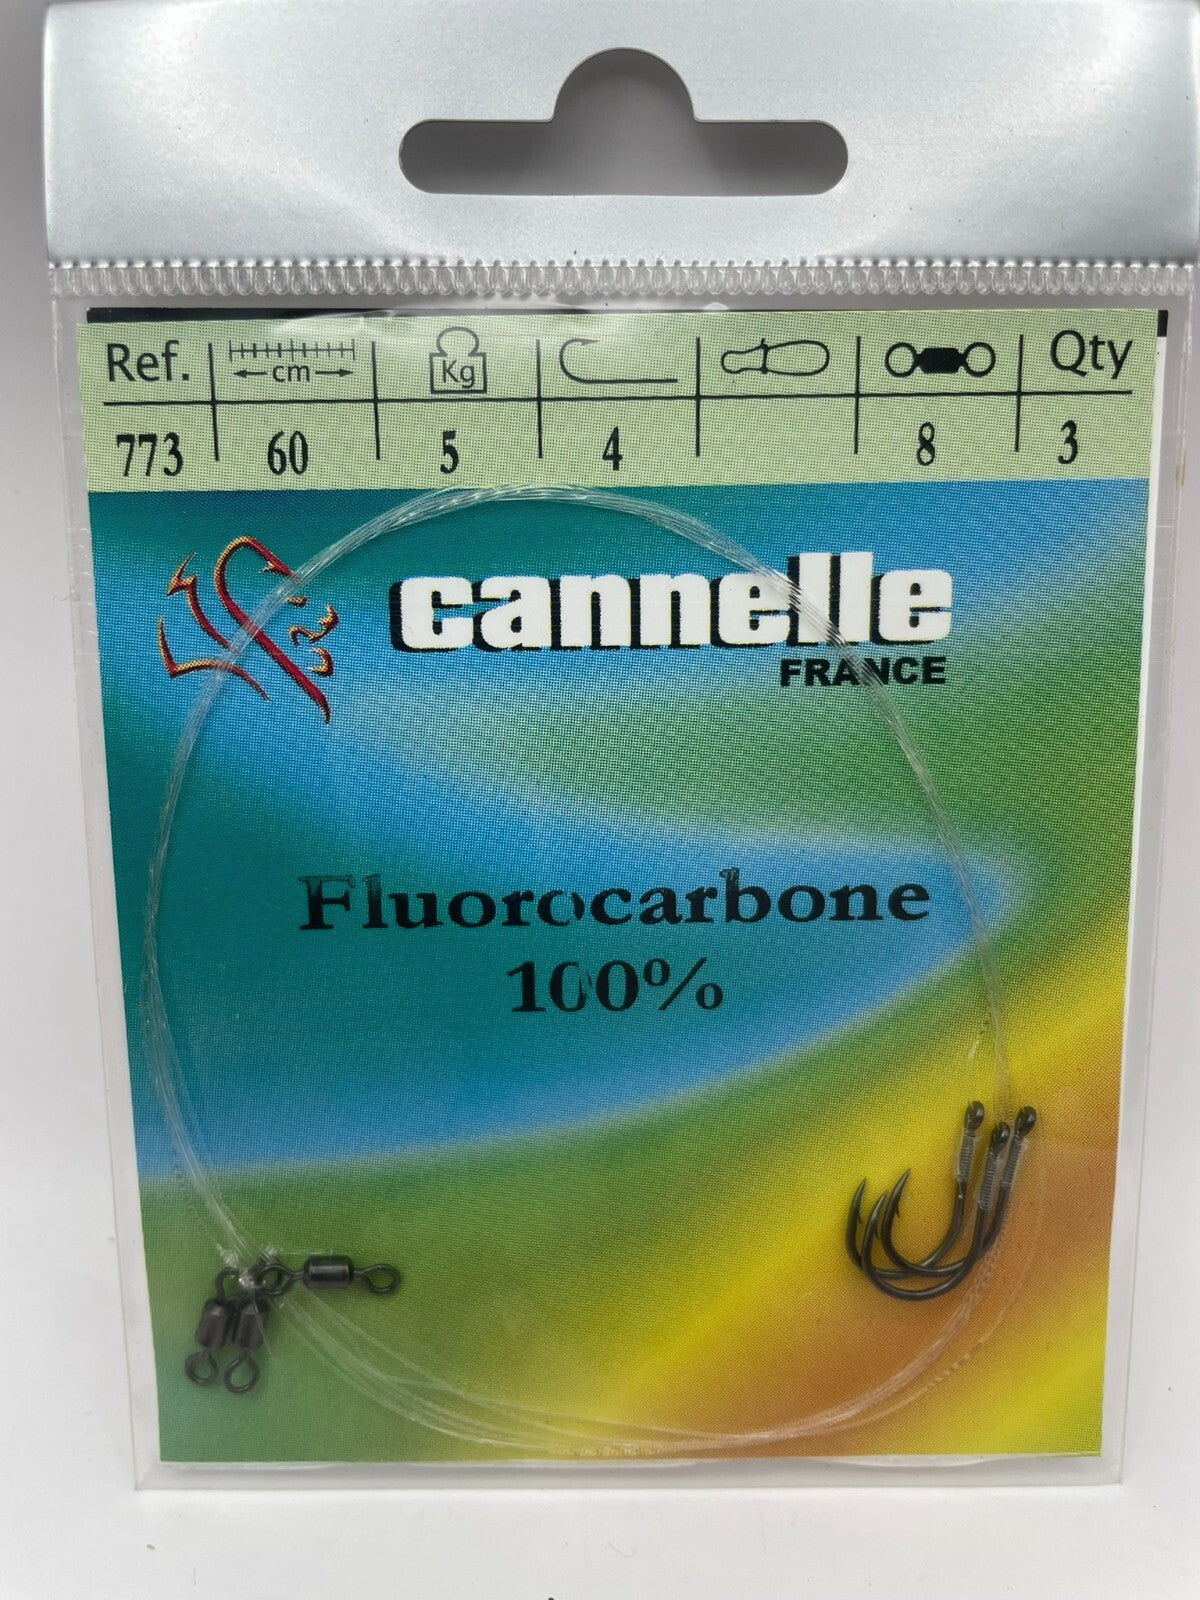 Ref. cm Kg Qty
773 60 5 4 8 3
cannelle
FRANCE
Fluorocarbone
100%